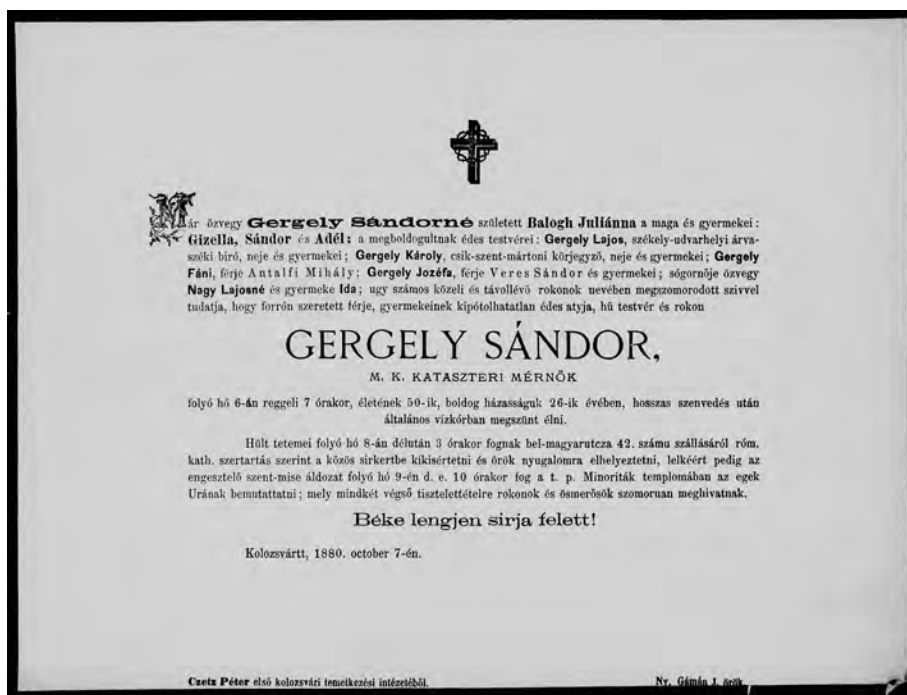 Már özvegy Gergely Sándorné született Balogh Juliánna a maga és gyermekei:
Gizella, Sándor és Adél: a megboldogultnak édes testvérei: Gergely Lajos, székely-udvarhelyi árva-
széki biró, neje és gyermekei; Gergely Károly, csik-szent-mártoni körjegyző, neje és gyermekei; Gergely
Fáni, férje Antalfi Mihály; Gergely Jozéfa, férje Veres Sándor és gyermekei; sógornője özvegy
Nagy Lajosné és gyermeke Ida; ugy számos közeli és távollévő rokonok nevében megszomorodott szivvel
tudatja, hogy forrón szeretett férje, gyermekeinek kipótolhatatlan édes atyja, hü testvér és rokon
GERGELY SÁNDOR,
M. K. KATASZTERI MÉRNŐK
folyó hő 6-án reggeli 7 órakor, életének 50-ik, boldog házasságuk 26-ik évében, hosszas szenvedés után
általános vizkórban megszünt élni.
Hült tetemei folyó hó 8-án délután 3 órakor fognak bel-magyarutcza 42. számu szállásáról róm.
kath. szertartás szerint a közös sirkertbe kikisértetni és örök nyugalomra elhelyeztetni, lelkéért pedig az
engesztelő szent-mise áldozat folyó hó 9-én d. e. 10 órakor fog a t. p. Minoriták templomában az egek
Urának bemutattatni; mely mindkét végső tisztelettételre rokonok és ösmerősök szomoruan meghivatnak.
Béke lengjen sirja felett!
Kolozsvártt, 1880. october 7-én.
Czetz Péter első kolozsvári temetkezési intézetéből.
Ny. Gámán J. örök.